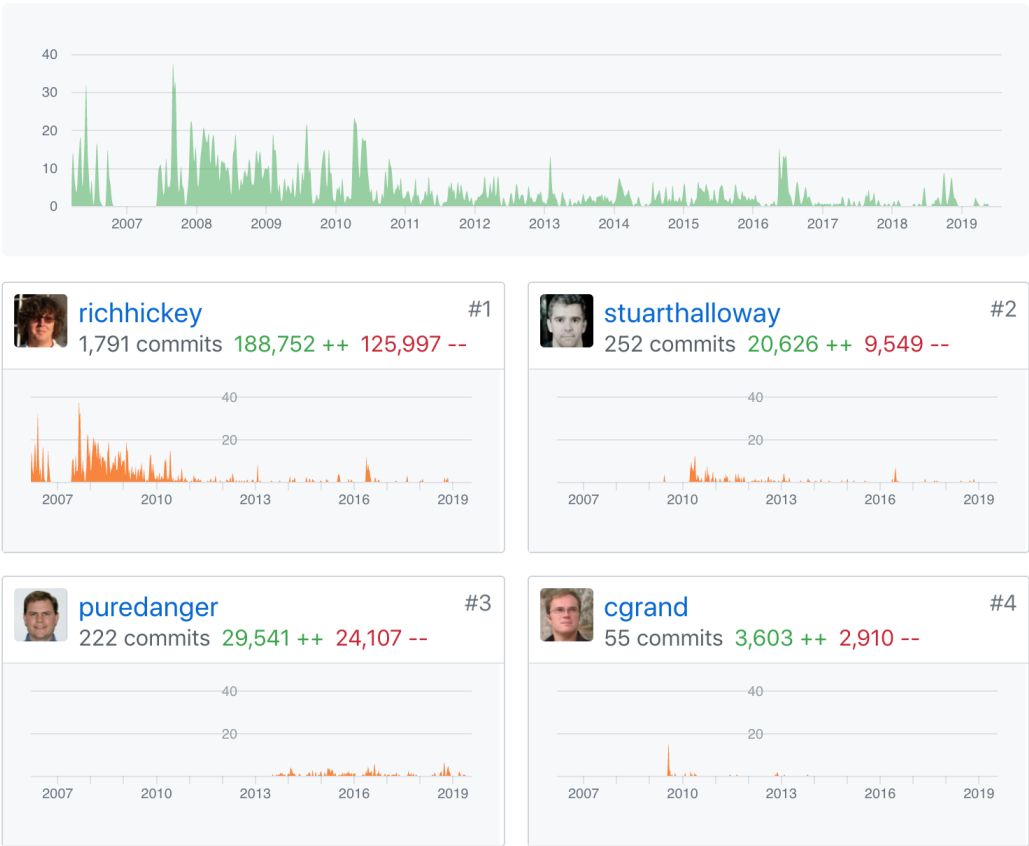 40
30
20
10
0
2007 2008 2009 2010 2011 2012 2013 2014 2015 2016 2017 2018 2019
richhickey #1
1,791 commits 188,752 ++ 125,997 --
40
20
2007 2010 2013 2016 2019
stuarthalloway #2
252 commits 20,626 ++ 9,549 --
40
20
2007 2010 2013 2016 2019
puredanger #3
222 commits 29,541 ++ 24,107 --
40
20
2007 2010 2013 2016 2019
cgrand #4
55 commits 3,603 ++ 2,910 --
40
20
2007 2010 2013 2016 2019